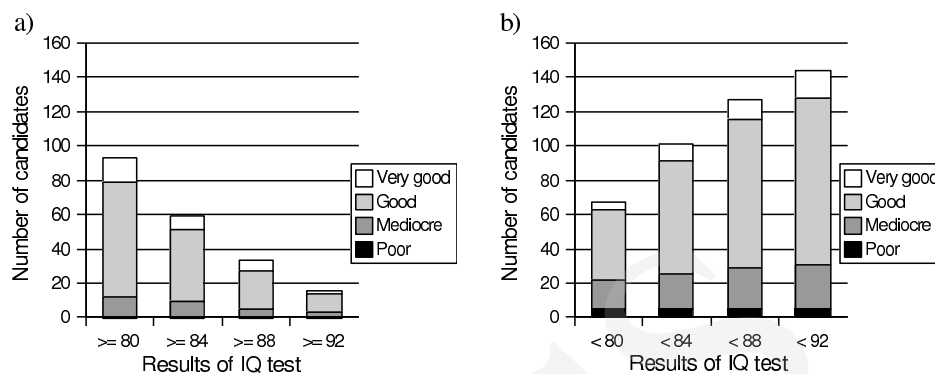 a)
Number of candidates
160
140
120
100
80
60
40
20
0
>= 80 >= 84 >= 88 >= 92
Results of IQ test
Very good
Good
Mediocre
Poor
b)
Number of candidates
160
140
120
100
80
60
40
20
0
< 80 < 84 < 88 < 92
Results of IQ test
Very good
Good
Mediocre
Poor